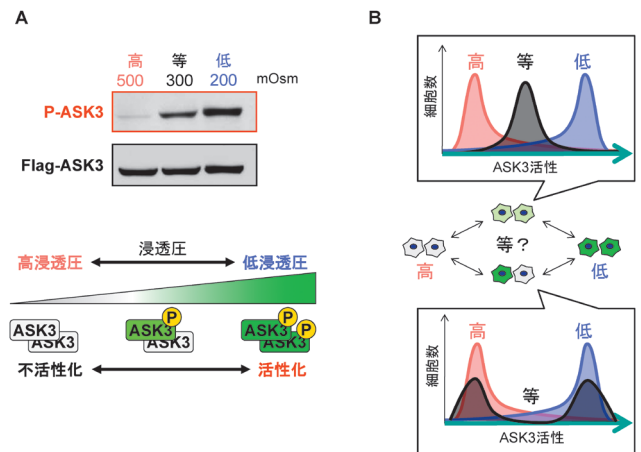 A
高 等 低
500 300 200 mOsm
P-ASK3
Flag-ASK3
浸透圧
高浸透圧 低浸透圧
ASK3
ASK3
P
ASK3
ASK3
P
P
ASK3
ASK3
不活性化 活性化
B
高 等 低
細胞数
ASK3活性
等?
高 低
高 低
等
細胞数
ASK3活性